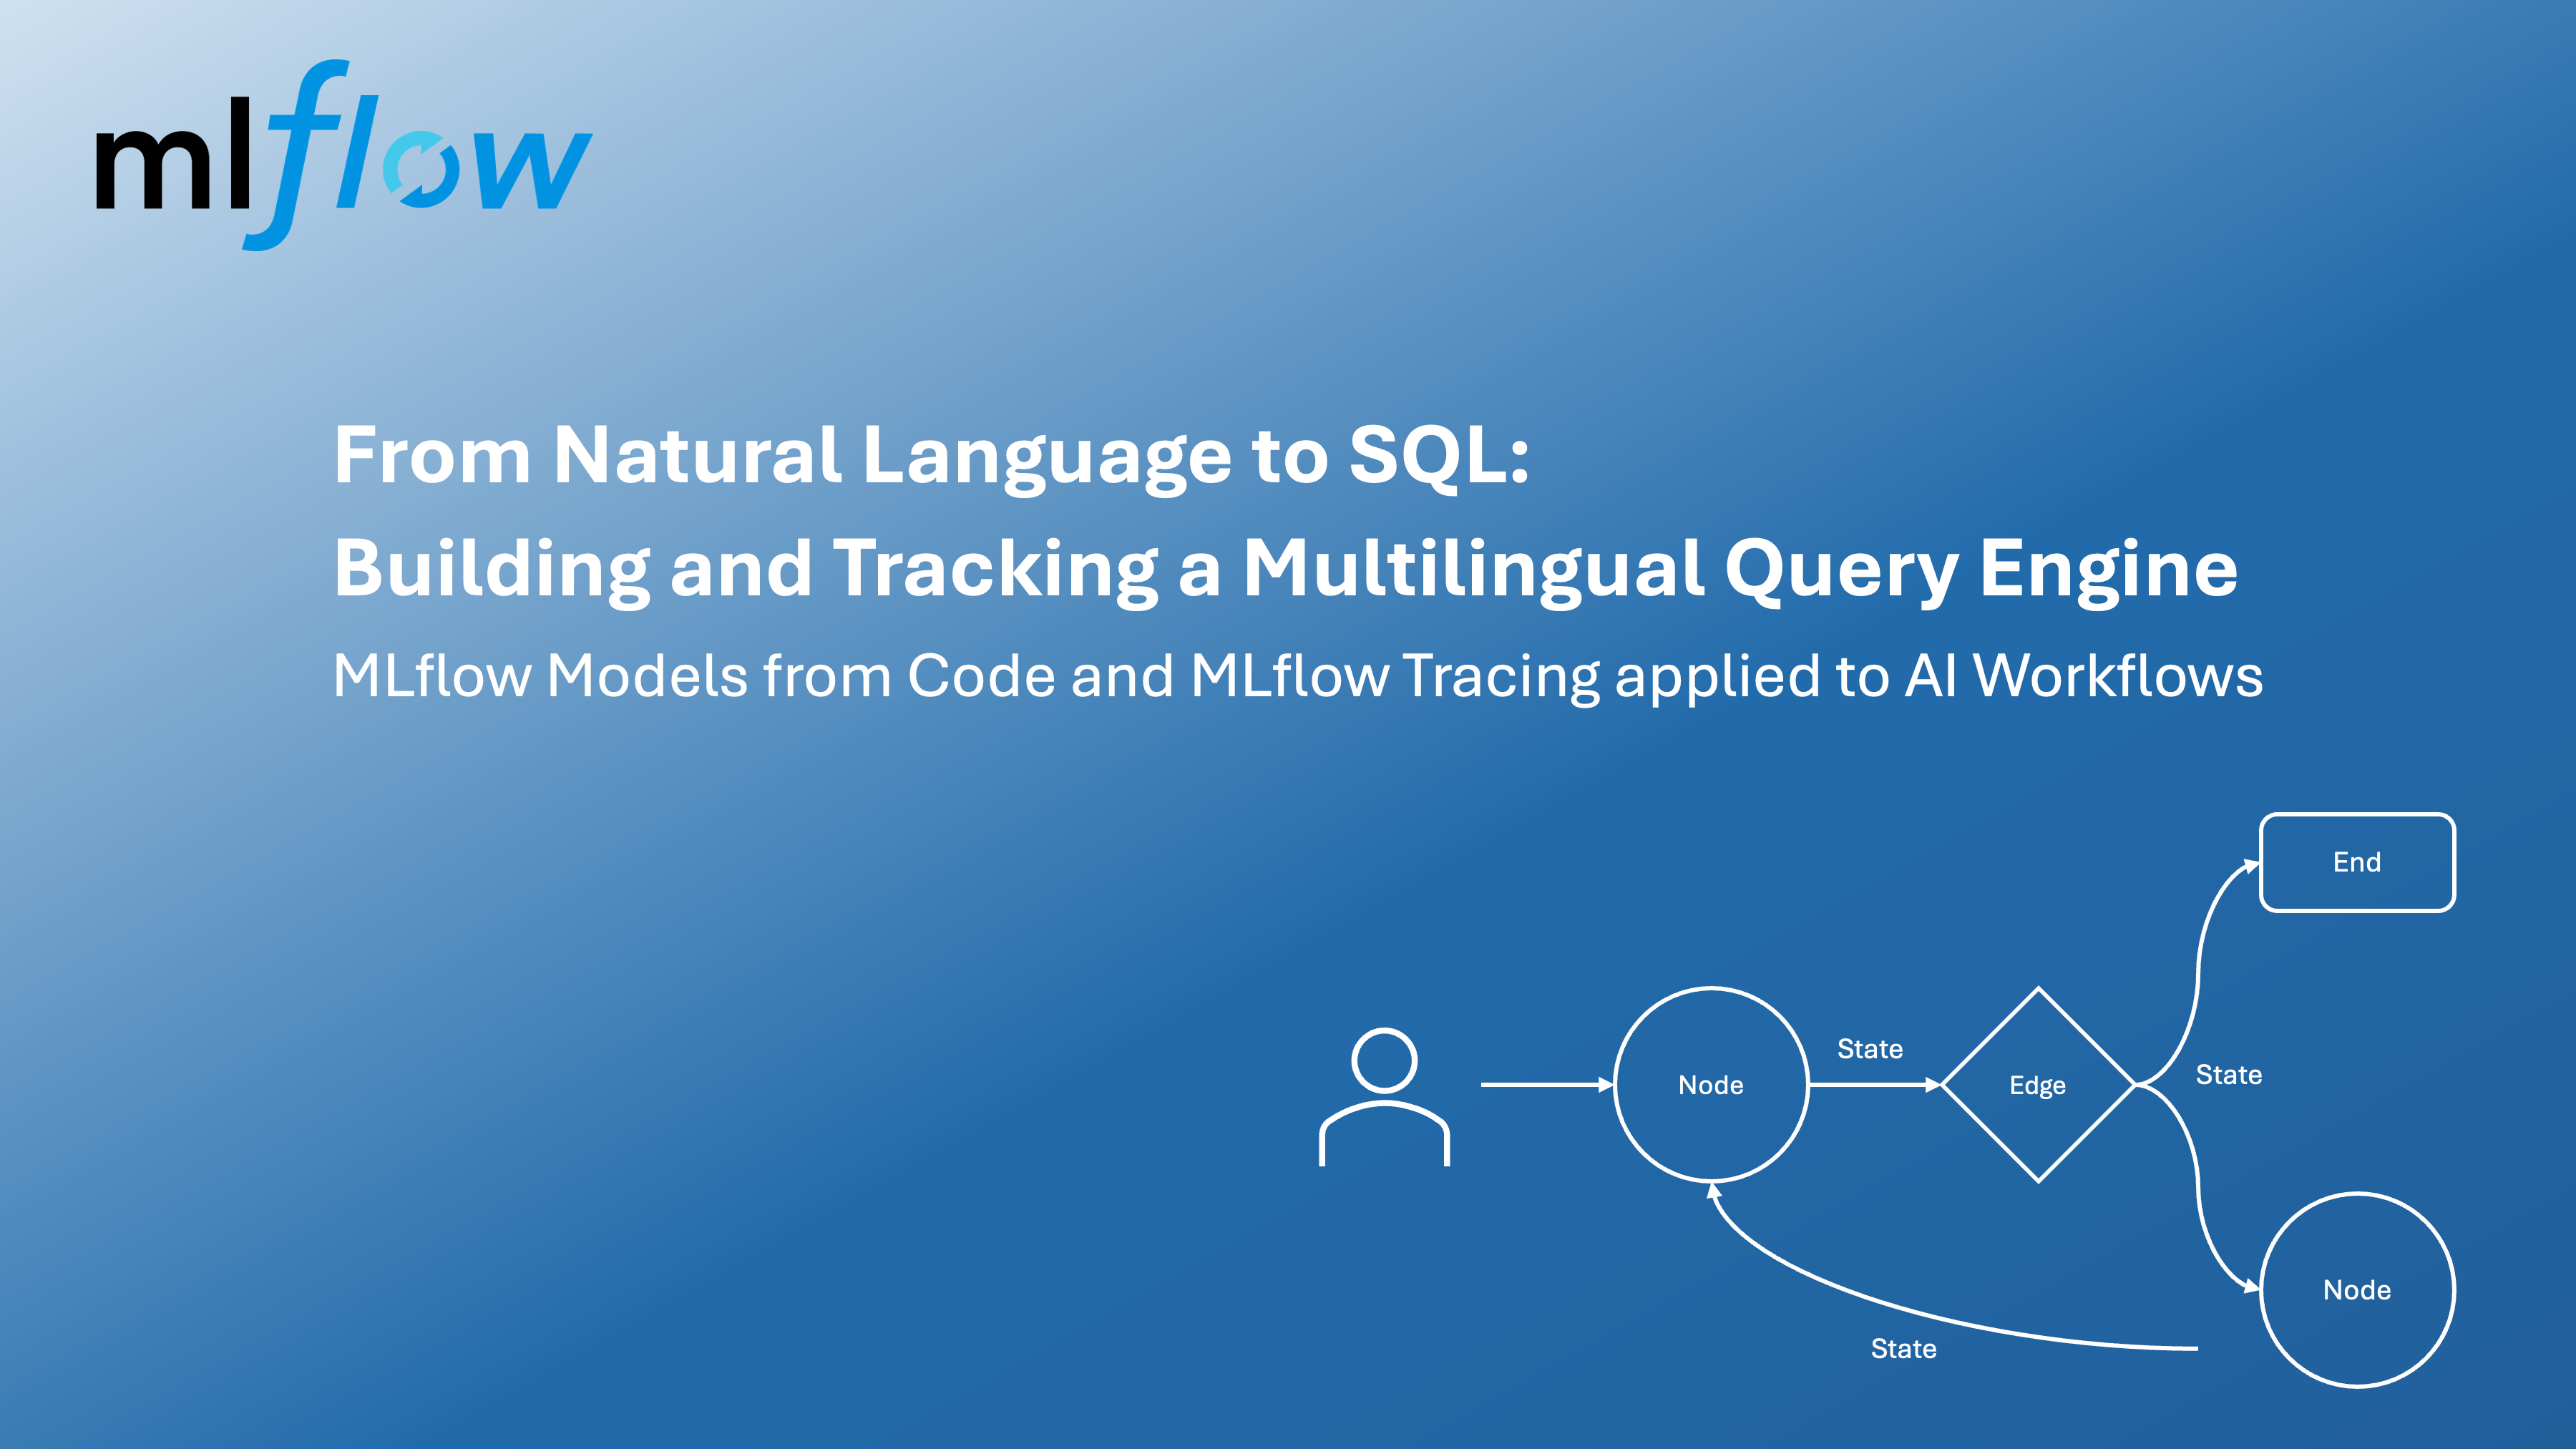 mlflow
From Natural Language to SQL:
Building and Tracking a Multilingual Query Engine
MLflow Models from Code and MLflow Tracing applied to AI Workflows
End
State
Node
Edge
State
Node
State